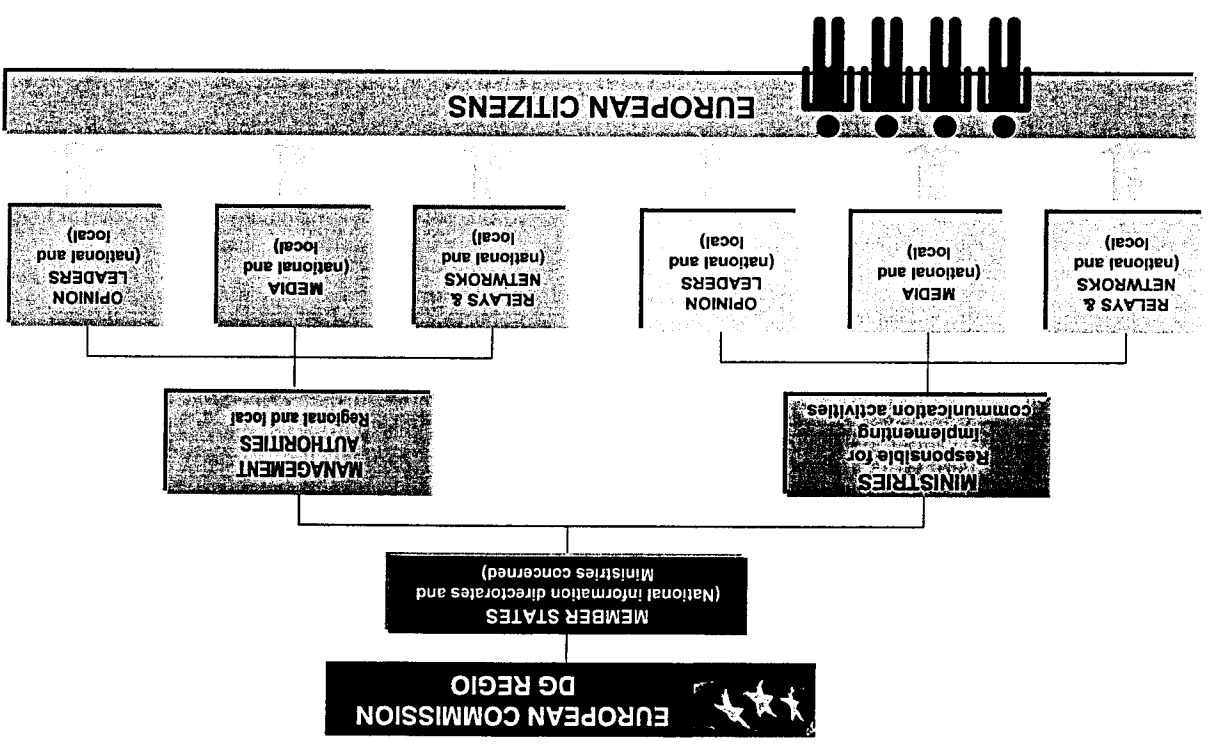 EUROPEAN COMMISSION
DG REGIO
MEMBER STATES
(National information directorates and
Ministries concerned)
MINISTRIES
Responsible for
implementing
communication activities
MANAGEMENT
AUTHORITIES
Regional and local
RELAYS &
NETWROKS
(national and
local)
MEDIA
(national and
local)
OPINION
LEADERS
(national and
local)
RELAYS &
NETWROKS
(national and
local)
MEDIA
(national and
local)
OPINION
LEADERS
(national and
local)
EUROPEAN CITIZENS